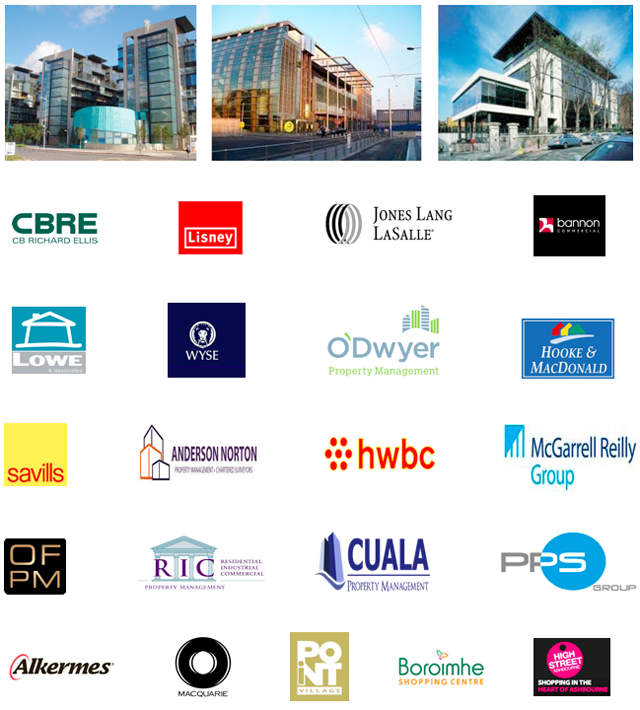 CBRE
CB RICHARD ELLIS
Lisney
JONES LANG
LASALLE®
bannon
COMMERCIAL
LOWE
& associates
WYSE
O'Dwyer
Property Management
HOOKE &
MACDONALD
savills
ANDERSON NORTON
PROPERTY MANAGEMENT • CHARTERED SURVEYORS
hwbc
McGarrell Reilly
Group
OF
PM
RIC
RESIDENTIAL
INDUSTRIAL
COMMERCIAL
PROPERTY MANAGEMENT
CUALA
PROPERTY MANAGEMENT
PPS
GROUP
Alkermes®
MACQUARIE
POiNT
VILLAGE
Boroimhe
SHOPPING CENTRE
HIGH
STREET
ASHBOURNE
SHOPPING IN THE
HEART OF ASHBOURNE